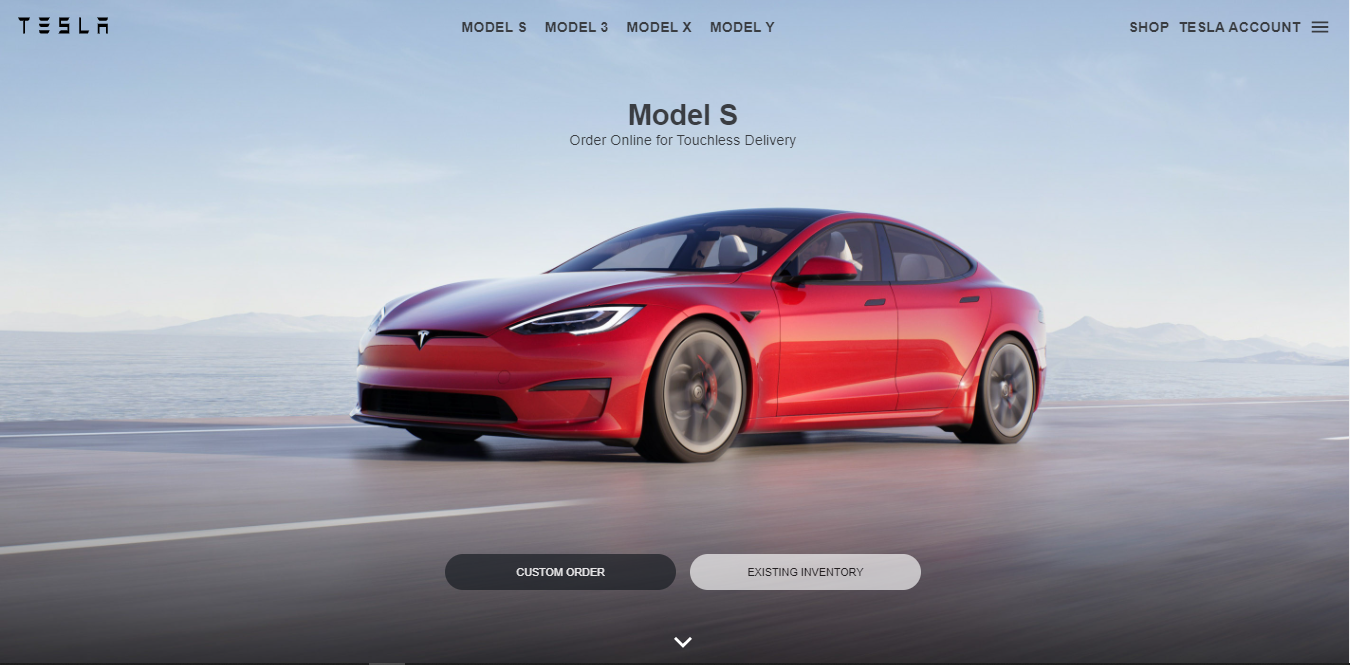 TESLA
MODEL S MODEL 3 MODEL X MODEL Y
SHOP TESLA ACCOUNT
Model S
Order Online for Touchless Delivery
CUSTOM ORDER
EXISTING INVENTORY